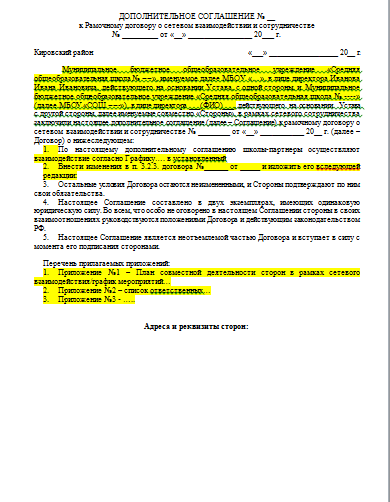 ДОПОЛНИТЕЛЬНОЕ СОГЛАШЕНИЕ № __
к Рамочному договору о сетевом взаимодействии и сотрудничестве
№ ________ от «__» ______________ 20___ г.
Кировский район «___» ______________ 20__ г.
Муниципальное бюджетное общеобразовательное учреждение «Средняя
общеобразовательная школа № ----», именуемое далее МБОУ «...», в лице директора Иванова
Ивана Ивановича, действующего на основании Устава, с одной стороны и Муниципальное
бюджетное общеобразовательное учреждение «Средняя общеобразовательная школа № ----»
(далее МБОУ «СОШ ----»), в лице директора ____(ФИО)____, действующего на основании Устава
с другой стороны, далее именуемые совместно «Стороны», в рамках сетевого сотрудничества,
заключили настоящее дополнительное соглашение (далее – Соглашение) к рамочному договору о
сетевом взаимодействии и сотрудничестве № ________ от «__» ______________ 20__ г. (далее –
Договор) о нижеследующем:
1. По настоящему дополнительному соглашению школы-партнеры осуществляют
взаимодействие согласно Графику.... в установленный
2. Внести изменения в п. 3.2.3. договора № _______ от ______ и изложить его в следующей
редакции:
3. Остальные условия Договора остаются неизменными, и Стороны подтверждают по ним
свои обязательства.
4. Настоящее Соглашение составлено в двух экземплярах, имеющих одинаковую
юридическую силу. Во всем, что особо не оговорено в настоящем Соглашении стороны в своих
взаимоотношениях руководствуются положениями Договора и действующим законодательством
РФ.
5. Настоящее Соглашение является неотъемлемой частью Договора и вступает в силу с
момента его подписания сторонами.
Перечень прилагаемых приложений:
1. Приложение №1 – План совместной деятельности сторон в рамках сетевого
взаимодействия/график мероприятий...
2. Приложение №2 – список ответственных...
3. Приложение №3 - .....
Адреса и реквизиты сторон: